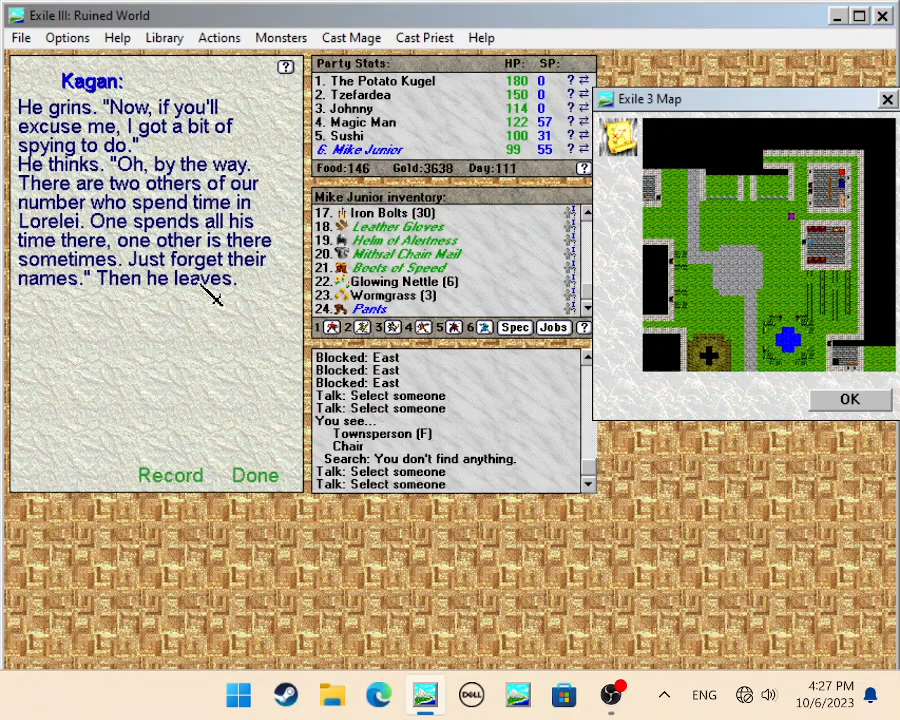 Exile III: Ruined World
File Options Help Library Actions Monsters Cast Mage Cast Priest Help
Kagan:
?
He grins. "Now, if you'll
excuse me, I got a bit of
spying to do."
He thinks. "Oh, by the way.
There are two others of our
number who spend time in
Lorelei. One spends all his
time there, one other is there
sometimes. Just forget their
names." Then he leaves.
Record Done
Party Stats: HP: SP:
1. The Potato Kugel 180 0 ?
2. Tzefardea 150 0 ?
3. Johnny 114 0 ?
4. Magic Man 122 57 ?
5. Sushi 100 31 ?
6. Mike Junior 99 55 ?
Food:146 Gold:3638 Day:111 ?
Mike Junior inventory:
17. Iron Bolts (30)
18. Leather Gloves
19. Helm of Alertness
20. Mithral Chain Mail
21. Boots of Speed
22. Glowing Nettle (6)
23. Wormgrass (3)
24. Pants
1 2 3 4 5 6 Spec Jobs ?
Blocked: East
Blocked: East
Blocked: East
Talk: Select someone
Talk: Select someone
You see...
Townsperson (F)
Chair
Search: You don't find anything.
Talk: Select someone
Talk: Select someone
Exile 3 Map
OK
DELL
ENG
4:27 PM
10/6/2023